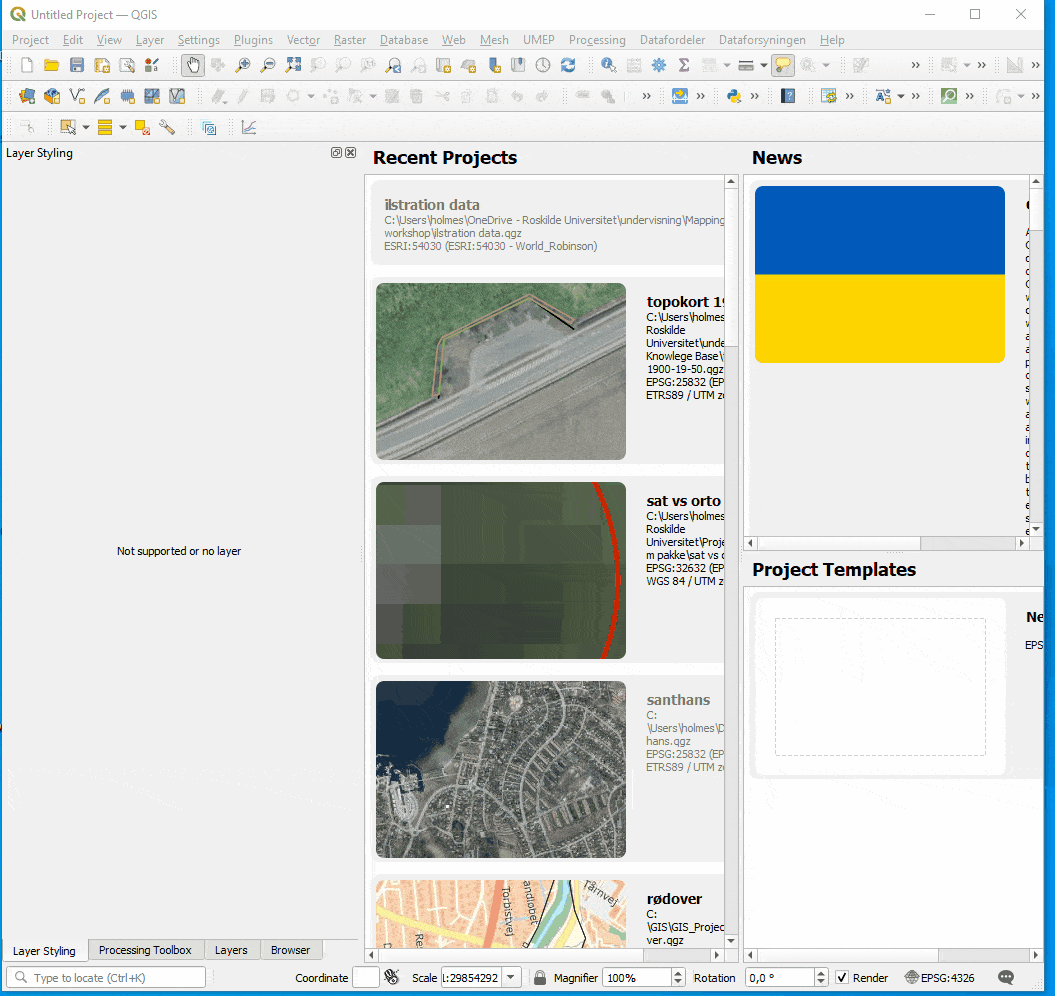 Untitled Project — QGIS
Project Edit View Layer Settings Plugins Vector Raster Database Web Mesh UMEP Processing Datafordeler Dataforsyningen Help
Layer Styling
Not supported or no layer
Recent Projects
ilstration data
C:\Users\holmes\OneDrive - Roskilde Universitet\undervisning\Mapping
workshop\ilstration data.qgz
ESRI:54030 (ESRI:54030 - World_Robinson)
topokort 19
C:\Users\holmes
Roskilde
Universitet\unde
Knowlege Base\
1900-19-50.qgz
EPSG:25832 (EP
ETRS89 / UTM zo
sat vs orto
C:\Users\holmes
Roskilde
Universitet\Proje
m pakke\sat vs o
EPSG:32632 (EP
WGS 84 / UTM z
santhans
C:
\Users\holmes\D
hans.qgz
EPSG:25832 (EP
ETRS89 / UTM zo
rødover
C:
\GIS\GIS_Projec
ver.qgz
Torbistvej
andlobet
Tårnvej
Re
News
Project Templates
Ne
EPS
Layer Styling Processing Toolbox Layers Browser
Type to locate (Ctrl+K) Coordinate Scale 1:29854292 Magnifier 100% Rotation 0,0 ° Render EPSG:4326